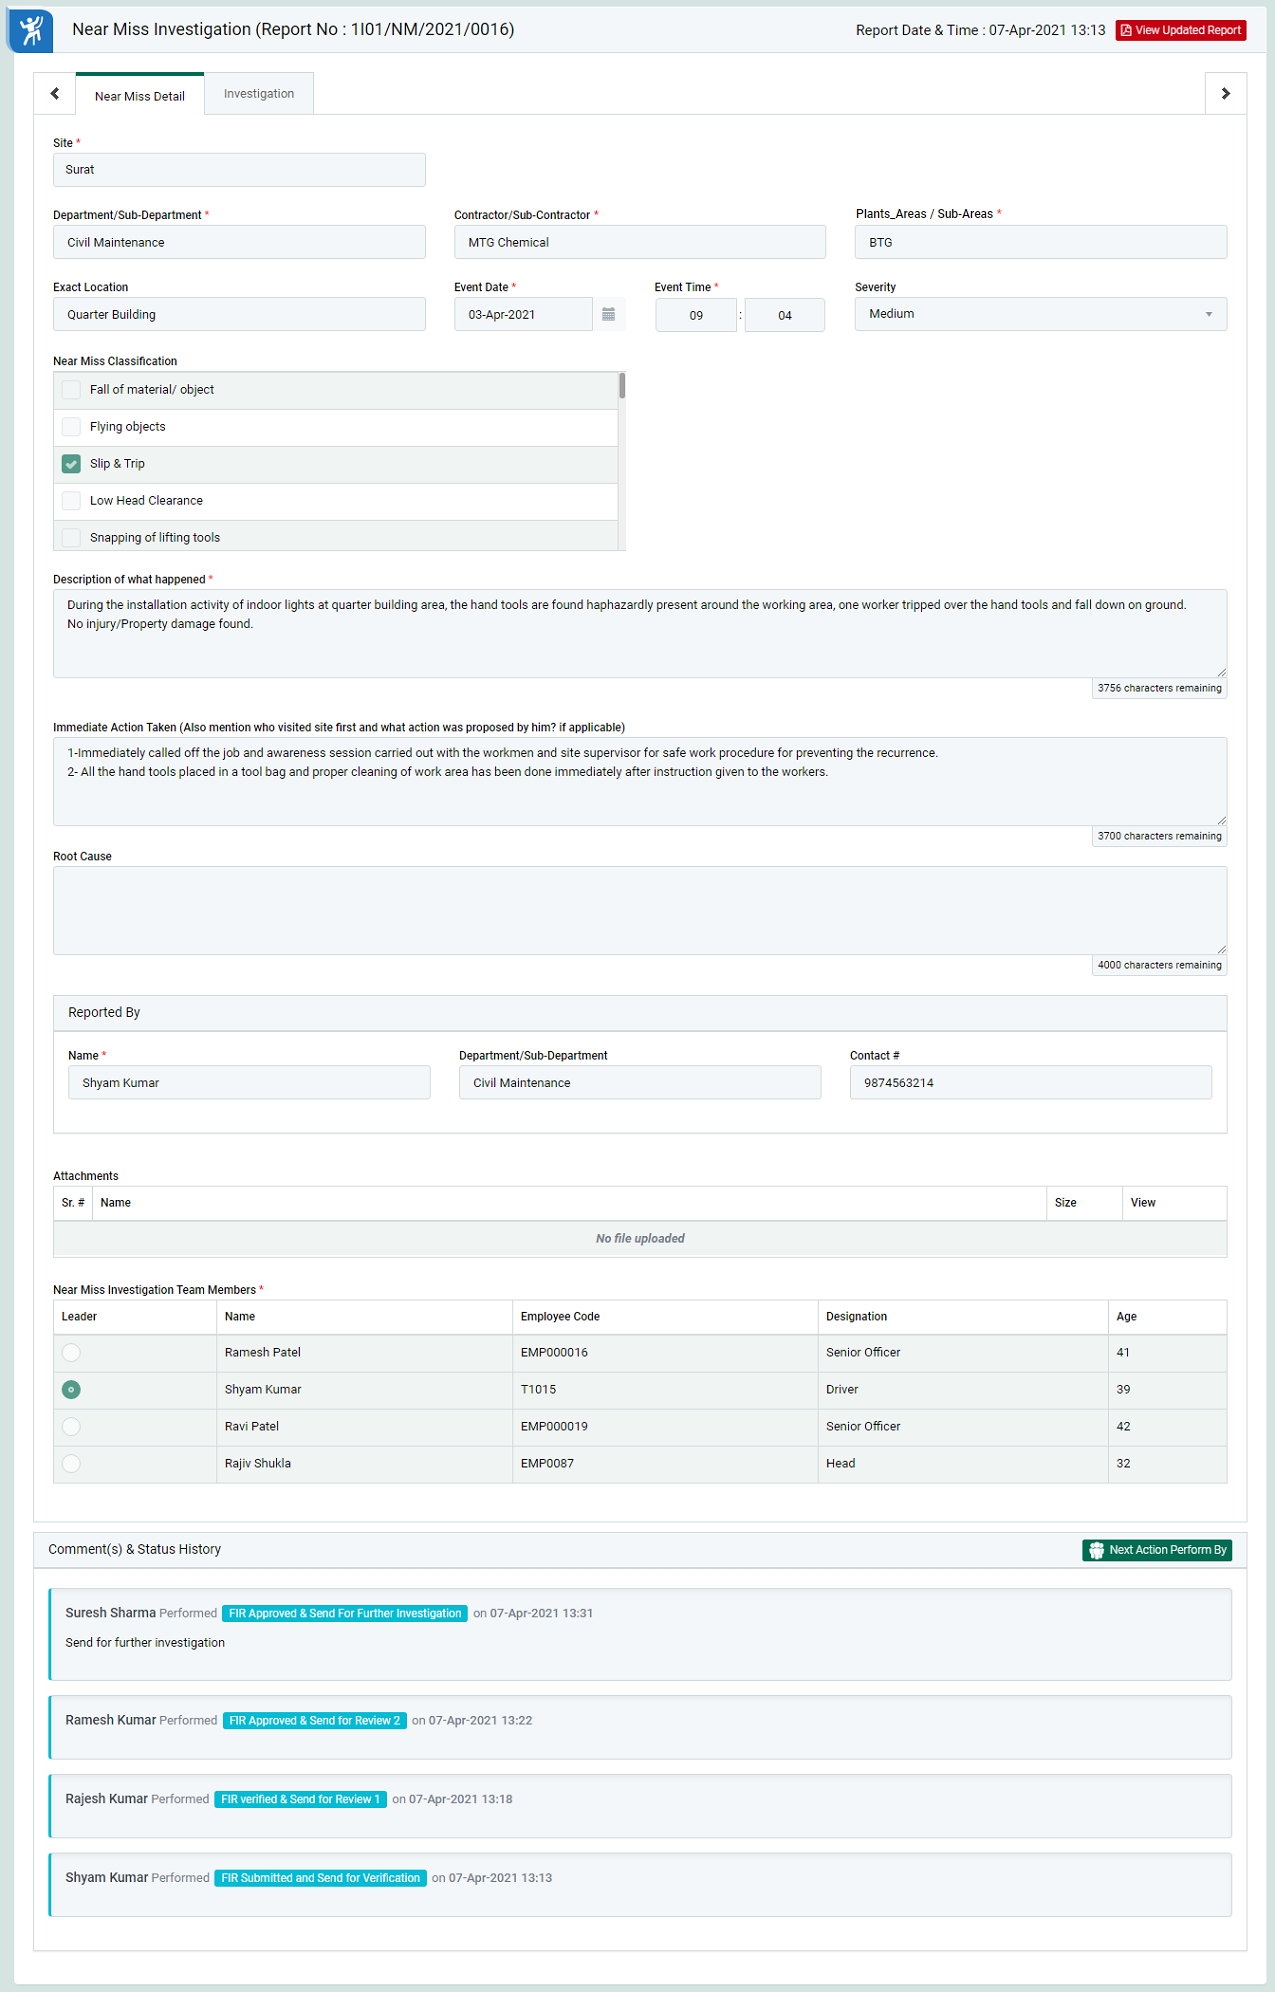 Near Miss Investigation (Report No : 1I01/NM/2021/0016)
Report Date & Time : 07-Apr-2021 13:13
View Updated Report
Near Miss Detail
Investigation
Site *
Surat
Department/Sub-Department * Contractor/Sub-Contractor * Plants_Areas / Sub-Areas *
Civil Maintenance MTG Chemical BTG
Exact Location Event Date * Event Time * Severity
Quarter Building 03-Apr-2021 09 : 04 Medium
Near Miss Classification
Fall of material/ object
Flying objects
Slip & Trip
Low Head Clearance
Snapping of lifting tools
Description of what happened *
During the installation activity of indoor lights at quarter building area, the hand tools are found haphazardly present around the working area, one worker tripped over the hand tools and fall down on ground.
No injury/Property damage found.
3756 characters remaining
Immediate Action Taken (Also mention who visited site first and what action was proposed by him? if applicable)
1-Immediately called off the job and awareness session carried out with the workmen and site supervisor for safe work procedure for preventing the recurrence.
2- All the hand tools placed in a tool bag and proper cleaning of work area has been done immediately after instruction given to the workers.
3700 characters remaining
Root Cause
4000 characters remaining
Reported By
Name * Department/Sub-Department Contact #
Shyam Kumar Civil Maintenance 9874563214
Attachments
Sr. # Name Size View
No file uploaded
Near Miss Investigation Team Members *
Leader Name Employee Code Designation Age
Ramesh Patel EMP000016 Senior Officer 41
Shyam Kumar T1015 Driver 39
Ravi Patel EMP000019 Senior Officer 42
Rajiv Shukla EMP0087 Head 32
Comment(s) & Status History
Next Action Perform By
Suresh Sharma Performed FIR Approved & Send For Further Investigation on 07-Apr-2021 13:31
Send for further investigation
Ramesh Kumar Performed FIR Approved & Send for Review 2 on 07-Apr-2021 13:22
Rajesh Kumar Performed FIR verified & Send for Review 1 on 07-Apr-2021 13:18
Shyam Kumar Performed FIR Submitted and Send for Verification on 07-Apr-2021 13:13